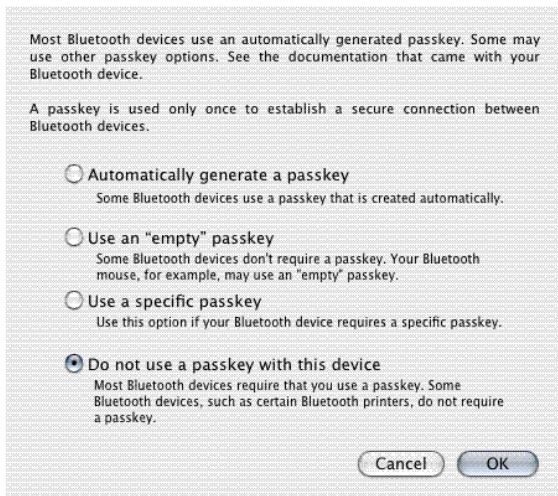 Most Bluetooth devices use an automatically generated passkey. Some may
use other passkey options. See the documentation that came with your
Bluetooth device.
A passkey is used only once to establish a secure connection between
Bluetooth devices.
Automatically generate a passkey
Some Bluetooth devices use a passkey that is created automatically.
Use an “empty” passkey
Some Bluetooth devices don't require a passkey. Your Bluetooth
mouse, for example, may use an "empty" passkey.
Use a specific passkey
Use this option if your Bluetooth device requires a specific passkey.
Do not use a passkey with this device
Most Bluetooth devices require that you use a passkey. Some
Bluetooth devices, such as certain Bluetooth printers, do not require
a passkey.
Cancel OK